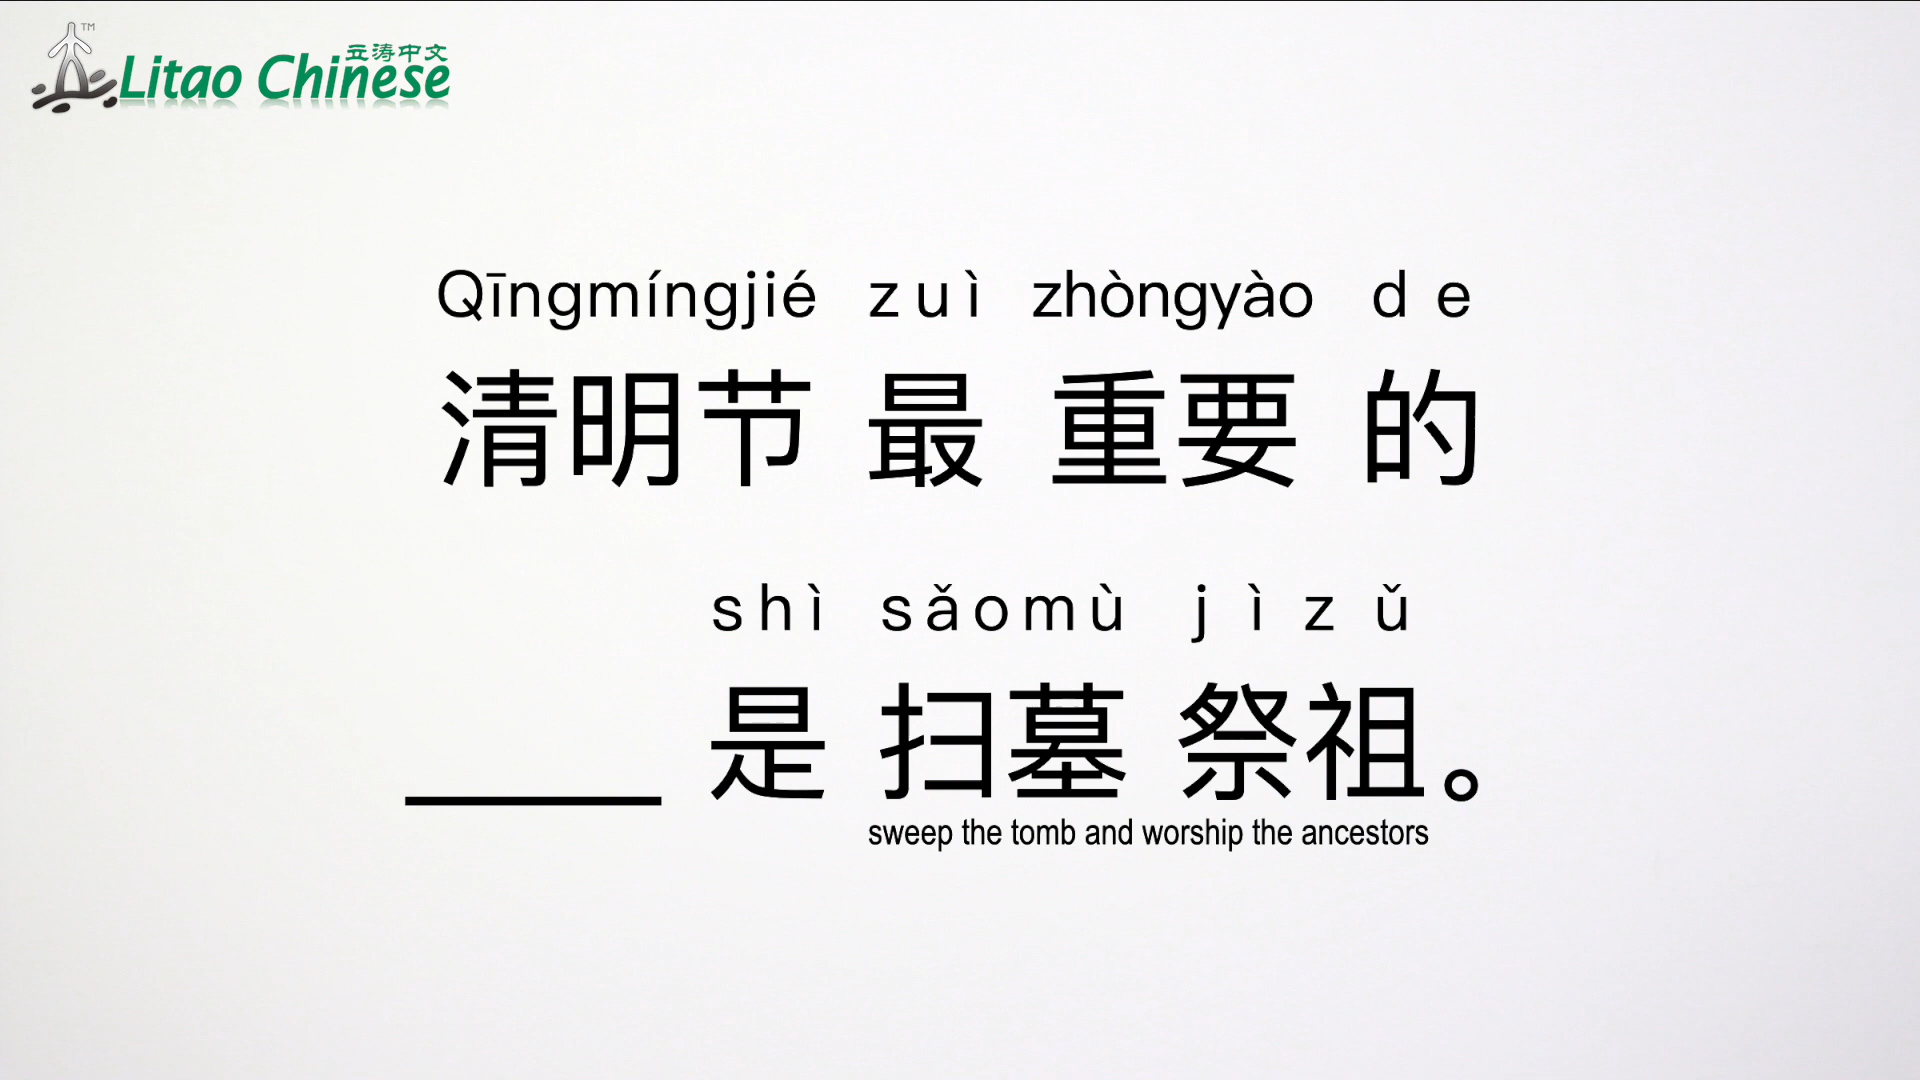 TM
立涛中文
Litao Chinese
Qīngmíngjié zuì zhòngyào de
清明节 最 重要 的
shì sǎomù jìzǔ
____ 是 扫墓 祭祖。
sweep the tomb and worship the ancestors